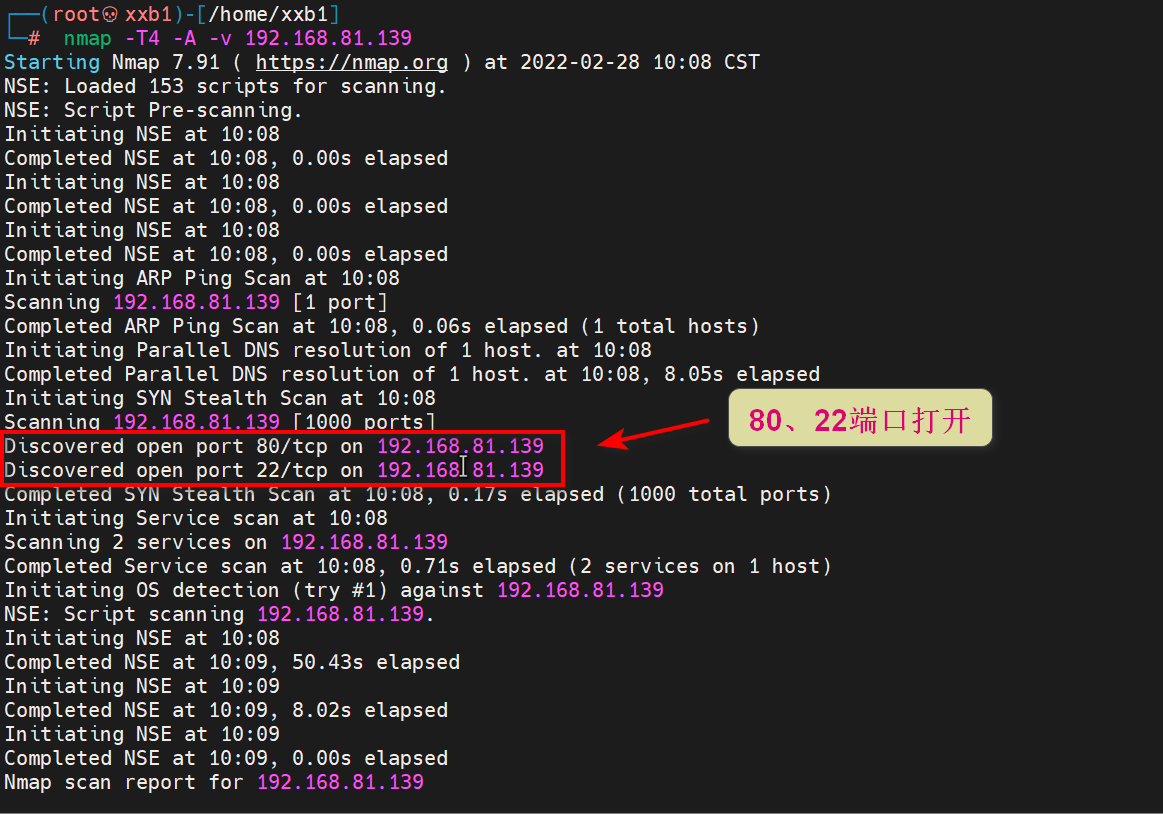 ┌──(root💀xxb1)-[/home/xxb1]
└─# nmap -T4 -A -v 192.168.81.139
Starting Nmap 7.91 ( https://nmap.org ) at 2022-02-28 10:08 CST
NSE: Loaded 153 scripts for scanning.
NSE: Script Pre-scanning.
Initiating NSE at 10:08
Completed NSE at 10:08, 0.00s elapsed
Initiating NSE at 10:08
Completed NSE at 10:08, 0.00s elapsed
Initiating NSE at 10:08
Completed NSE at 10:08, 0.00s elapsed
Initiating ARP Ping Scan at 10:08
Scanning 192.168.81.139 [1 port]
Completed ARP Ping Scan at 10:08, 0.06s elapsed (1 total hosts)
Initiating Parallel DNS resolution of 1 host. at 10:08
Completed Parallel DNS resolution of 1 host. at 10:08, 8.05s elapsed
Initiating SYN Stealth Scan at 10:08
Scanning 192.168.81.139 [1000 ports]
80、22端口打开
Discovered open port 80/tcp on 192.168.81.139
Discovered open port 22/tcp on 192.168.81.139
Completed SYN Stealth Scan at 10:08, 0.17s elapsed (1000 total ports)
Initiating Service scan at 10:08
Scanning 2 services on 192.168.81.139
Completed Service scan at 10:08, 0.71s elapsed (2 services on 1 host)
Initiating OS detection (try #1) against 192.168.81.139
NSE: Script scanning 192.168.81.139.
Initiating NSE at 10:08
Completed NSE at 10:09, 50.43s elapsed
Initiating NSE at 10:09
Completed NSE at 10:09, 8.02s elapsed
Initiating NSE at 10:09
Completed NSE at 10:09, 0.00s elapsed
Nmap scan report for 192.168.81.139